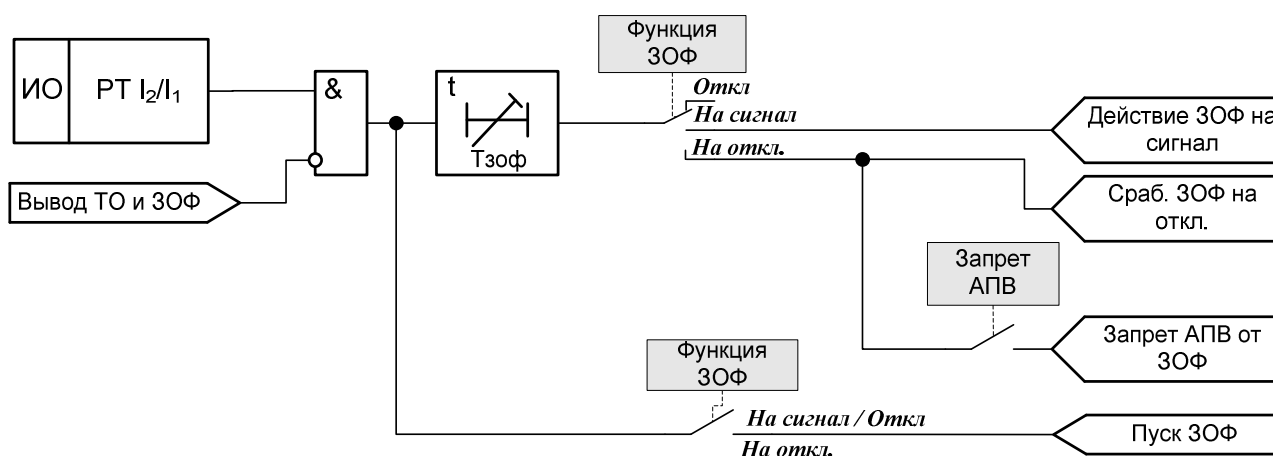 Функция
ЗОФ
ИО
РТ I₂/I₁
&
t
Тзоф
Откл
На сигнал
На откл.
Действие ЗОФ на
сигнал
Вывод ТО и ЗОФ
Сраб. ЗОФ на
откл.
Запрет
АПВ
Запрет АПВ от
ЗОФ
Функция
ЗОФ
На сигнал / Откл
На откл.
Пуск ЗОФ